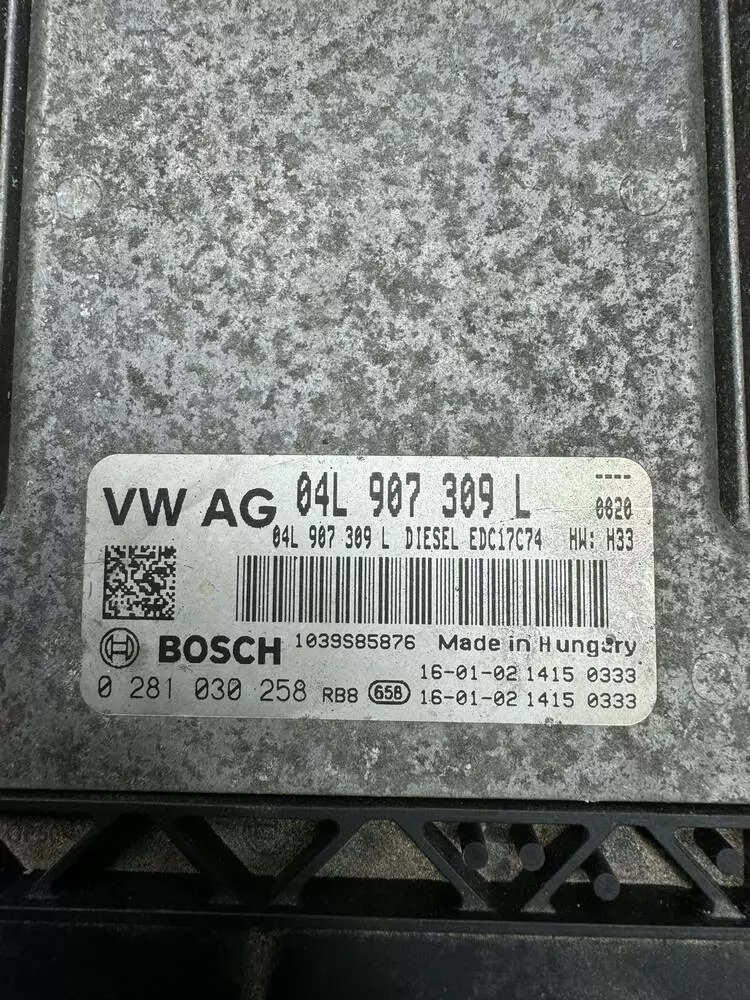 VW AG 04L 907 309 L ----
0020
04L 907 309 L DIESEL EDC17C74 HW: H33
BOSCH 1039S85876 Made in Hungary
16-01-02 1415 0333
0 281 030 258 RB8 G58 16-01-02 1415 0333